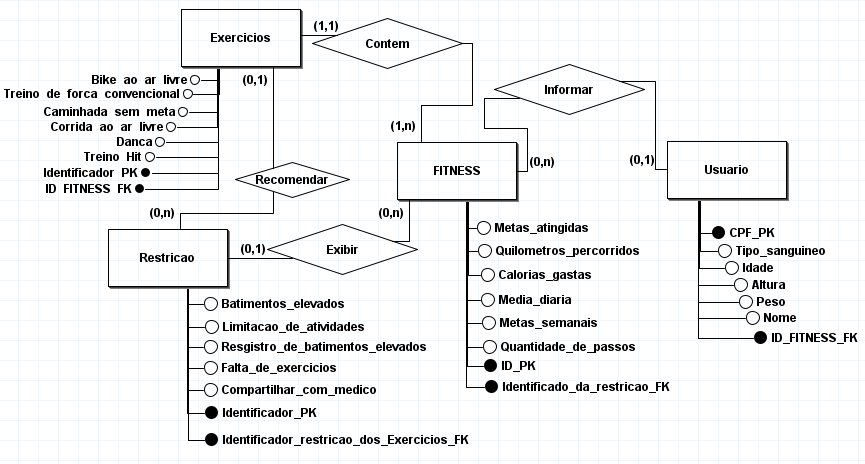 Exercicios
(1,1)
Contem
(0,1)
Bike ao ar livre
Treino de forca convencional
Caminhada sem meta
Corrida ao ar livre
Danca
Treino Hit
Identificador PK
ID FITNESS FK
(1,n)
Informar
(0,n)
(0,1)
FITNESS
Usuario
Recomendar
(0,n)
(0,n)
Restricao
(0,1)
Exibir
Metas_atingidas
Quilometros_percorridos
Calorias_gastas
Media_diaria
Metas_semanais
Quantidade_de_passos
ID_PK
Identificado_da_restricao_FK
CPF_PK
Tipo_sanguineo
Idade
Altura
Peso
Nome
ID_FITNESS_FK
Batimentos_elevados
Limitacao_de_atividades
Resgistro_de_batimentos_elevados
Falta_de_exercicios
Compartilhar_com_medico
Identificador_PK
Identificador_restricao_dos_Exercicios_FK